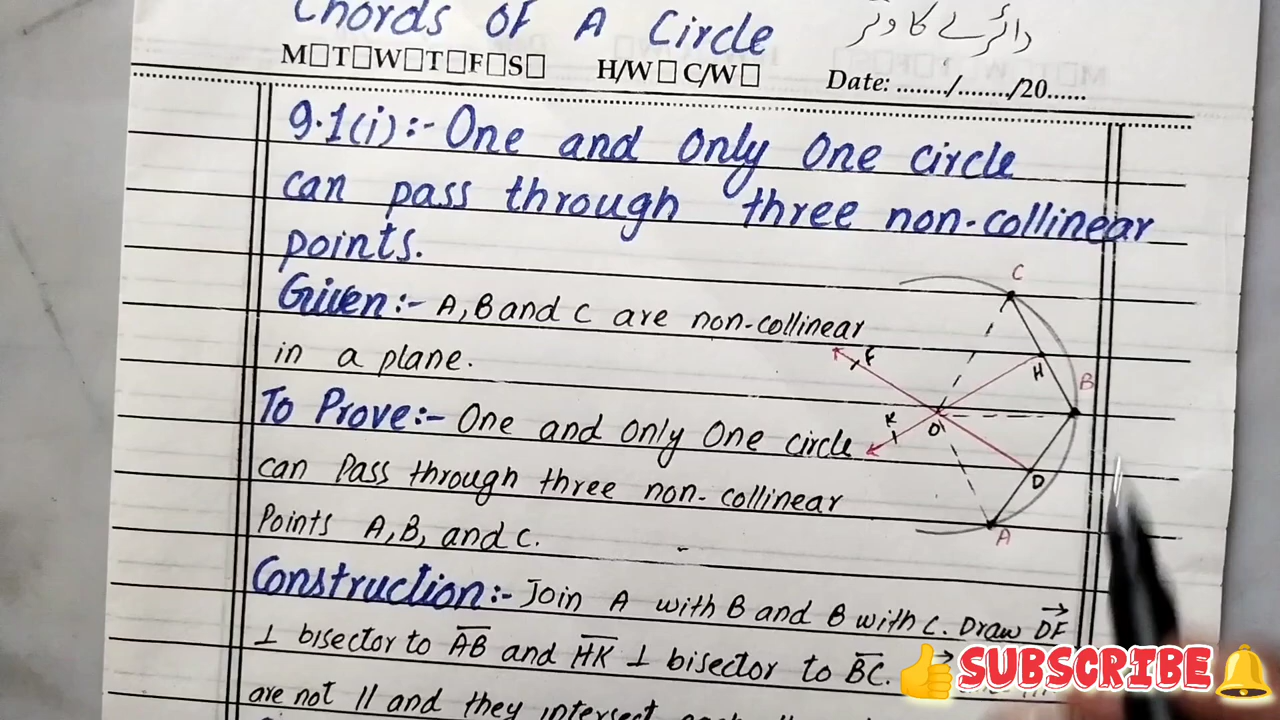 Chords of A Circle
دائرے کا وتر
M□T□W□T□F□S□ H/W□ C/W□ Date: ......../......../20......
9.1(i):- One and Only One circle
can pass through three non-collinear
points.
Given:- A, B and C are non-collinear
in a plane.
To Prove:- One and Only One circle
can Pass through three non-collinear
Points A, B, and C.
Construction:- Join A with B and B with C. Draw DF
⊥ bisector to AB and HK ⊥ bisector to BC.
are not || and they intersect
C
F
H
B
K
O
D
A
SUBSCRIBE